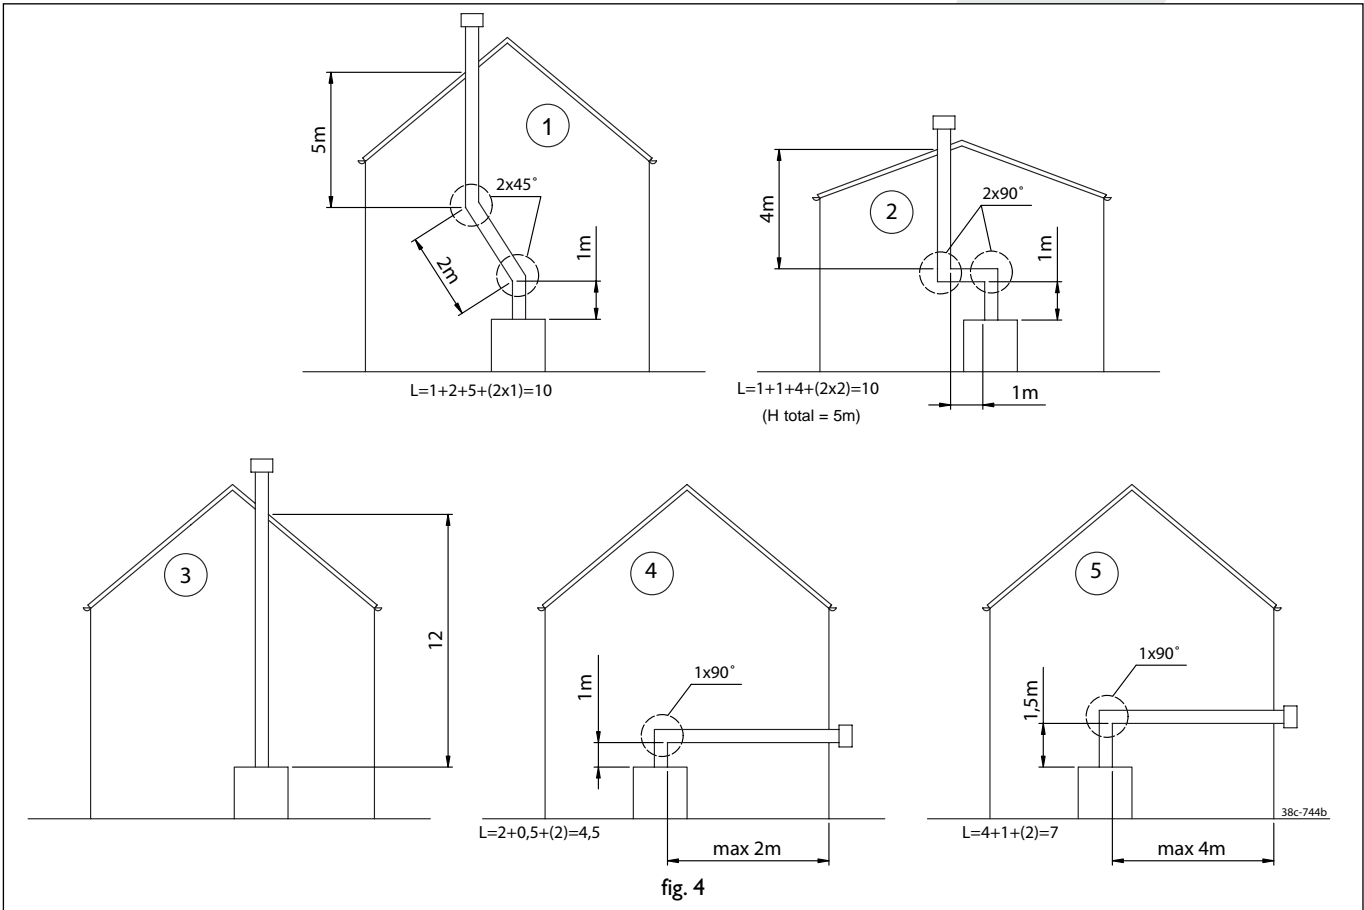 5m
1
2x45°
2m
1m
L=1+2+5+(2x1)=10
4m
2
2x90°
1m
L=1+1+4+(2x2)=10
(H total = 5m)
1m
3
12
4
1m
1x90°
L=2+0,5+(2)=4,5
max 2m
5
1,5m
1x90°
38c-744b
L=4+1+(2)=7
max 4m
fig. 4